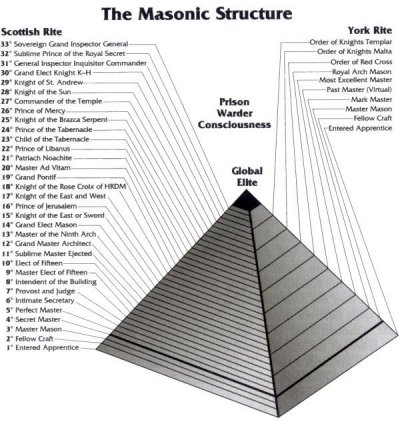 The Masonic Structure
Scottish Rite
33° Sovereign Grand Inspector General
32° Sublime Prince of the Royal Secret
31° General Inspector Inquisitor Commander
30° Grand Elect Knight K–H
29° Knight of St. Andrew
28° Knight of the Sun
27° Commander of the Temple
26° Prince of Mercy
25° Knight of the Brazca Serpent
24° Prince of the Tabernacle
23° Child of the Tabernacle
22° Prince of Libanus
21° Patriach Noachite
20° Master Ad Vitam
19° Grand Pontif
18° Knight of the Rose Croix of HRDM
17° Knight of the East and West
16° Prince of Jerusalem
15° Knight of the East or Sword
14° Grand Elect Mason
13° Master of the Ninth Arch
12° Grand Master Architect
11° Sublime Master Ejected
10° Elect of Fifteen
9° Master Elect of Fifteen
8° Intendent of the Building
7° Provost and Judge
6° Intimate Secretary
5° Perfect Master
4° Secret Master
3° Master Mason
2° Fellow Craft
1° Entered Apprentice
York Rite
Order of Knights Templar
Order of Knights Malta
Order of Red Cross
Royal Arch Mason
Most Excellent Master
Past Master (Virtual)
Mark Master
Master Mason
Fellow Craft
Entered Apprentice
Prison
Warder
Consciousness
Global
Elite